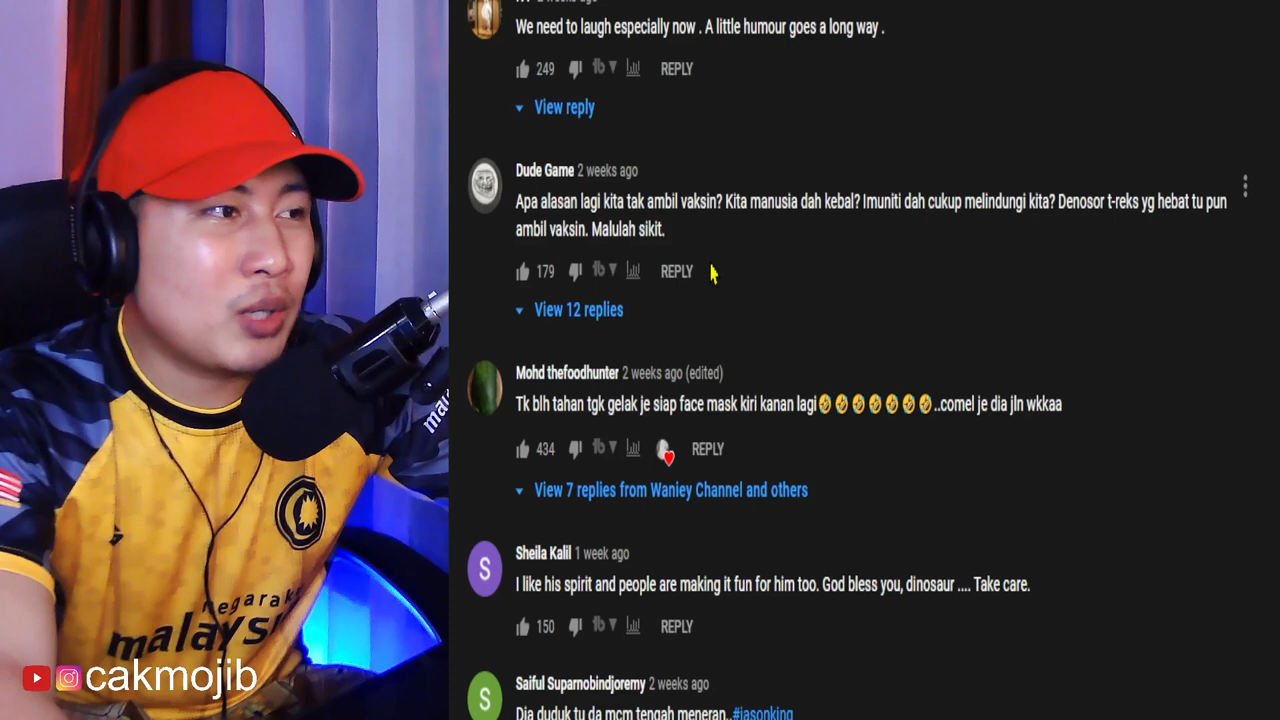 2 weeks ago
We need to laugh especially now . A little humour goes a long way .
249 REPLY
View reply
Dude Game 2 weeks ago
Apa alasan lagi kita tak ambil vaksin? Kita manusia dah kebal? Imuniti dah cukup melindungi kita? Denosor t-reks yg hebat tu pun
ambil vaksin. Malulah sikit.
179 REPLY
View 12 replies
Mohd thefoodhunter 2 weeks ago (edited)
Tk blh tahan tgk gelak je siap face mask kiri kanan lagi🤣🤣🤣🤣🤣🤣🤣..comel je dia jln wkkaa
434 REPLY
View 7 replies from Waniey Channel and others
S
Sheila Kalil 1 week ago
I like his spirit and people are making it fun for him too. God bless you, dinosaur .... Take care.
150 REPLY
S
Saiful Suparnobindjoremy 2 weeks ago
Dia duduk tu da mcm tengah meneran..#jasonking
negarak
malays
cakmojib